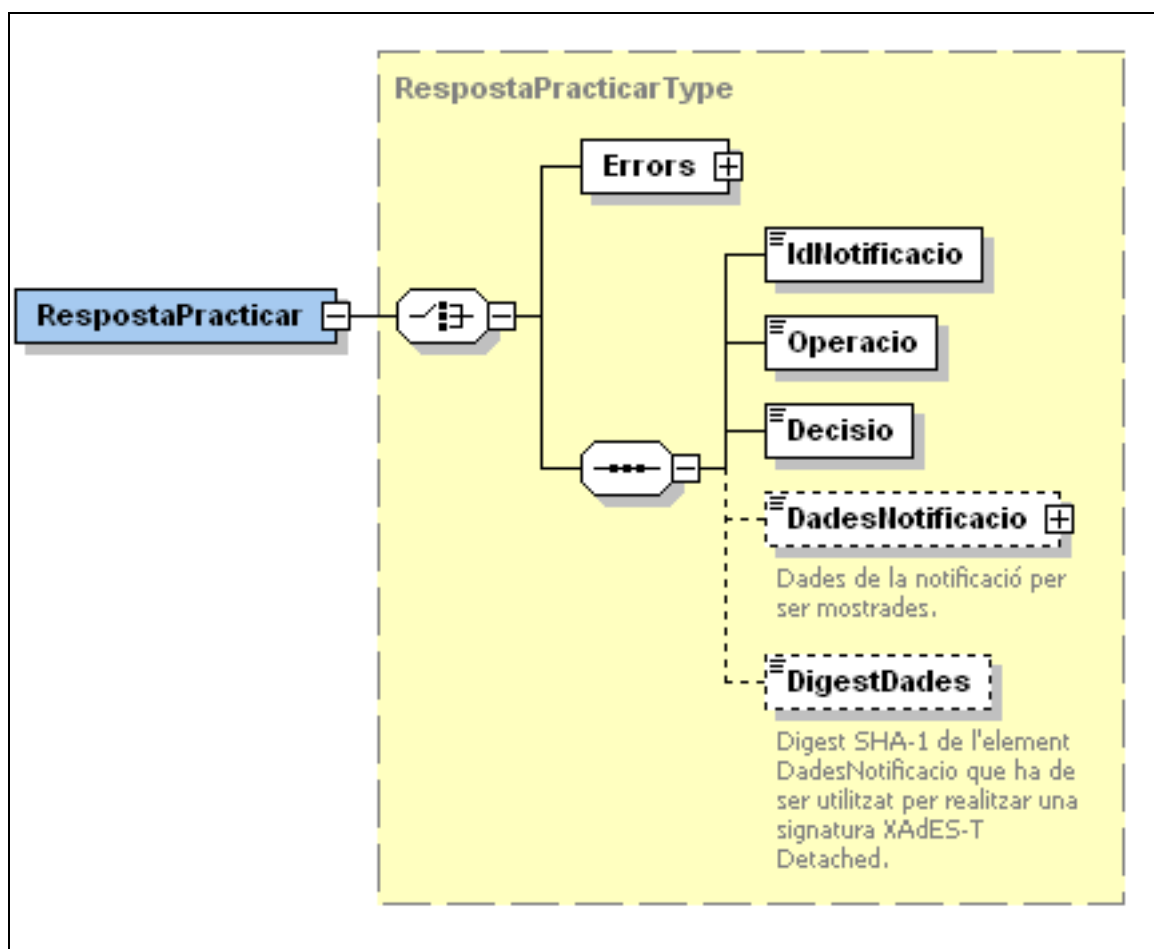 RespostaPracticarType
Errors
IdNotificacio
RespostaPracticar
Operacio
Decisio
DadesNotificacio
Dades de la notificació per
ser mostrades.
DigestDades
Digest SHA-1 de l'element
DadesNotificacio que ha de
ser utilitzat per realitzar una
signatura XAdES-T
Detached.